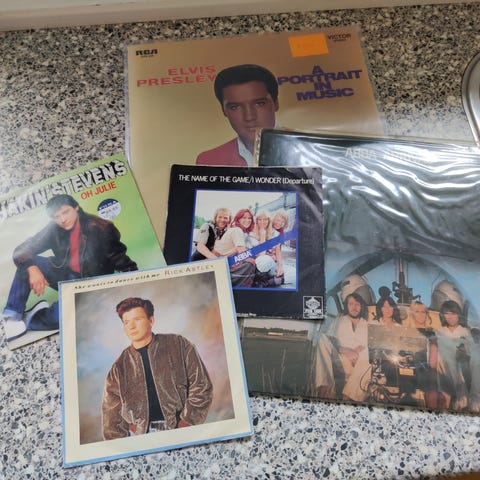 RCA
VICTOR
ELVIS
PRESLEY
A
PORTRAIT
IN
MUSIC
ABBA
THE NAME OF THE GAME/I WONDER (Departure)
ABBA
STEVENS
OH JULIE
She wants to dance with me RICK ASTLEY